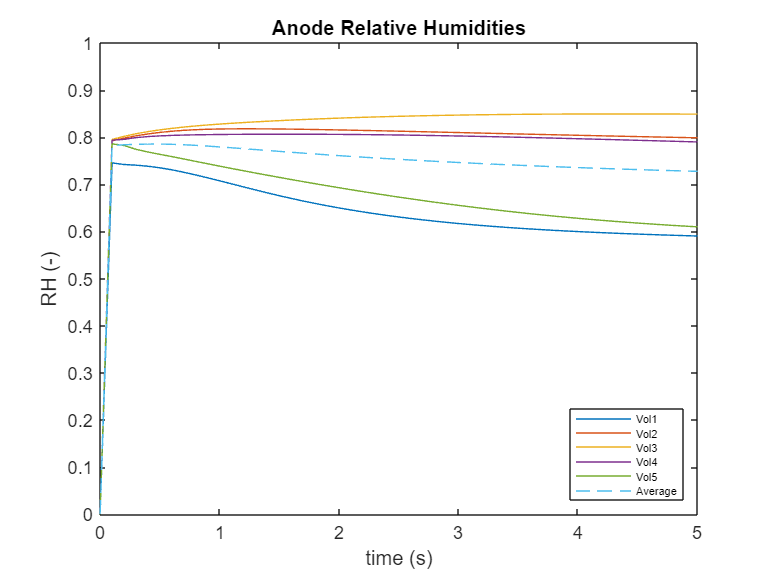 Anode Relative Humidities
1
0.9
0.8
0.7
0.6
0.5
0.4
0.3
0.2
0.1
0
RH (-)
Vol1
Vol2
Vol3
Vol4
Vol5
Average
0 1 2 3 4 5
time (s)